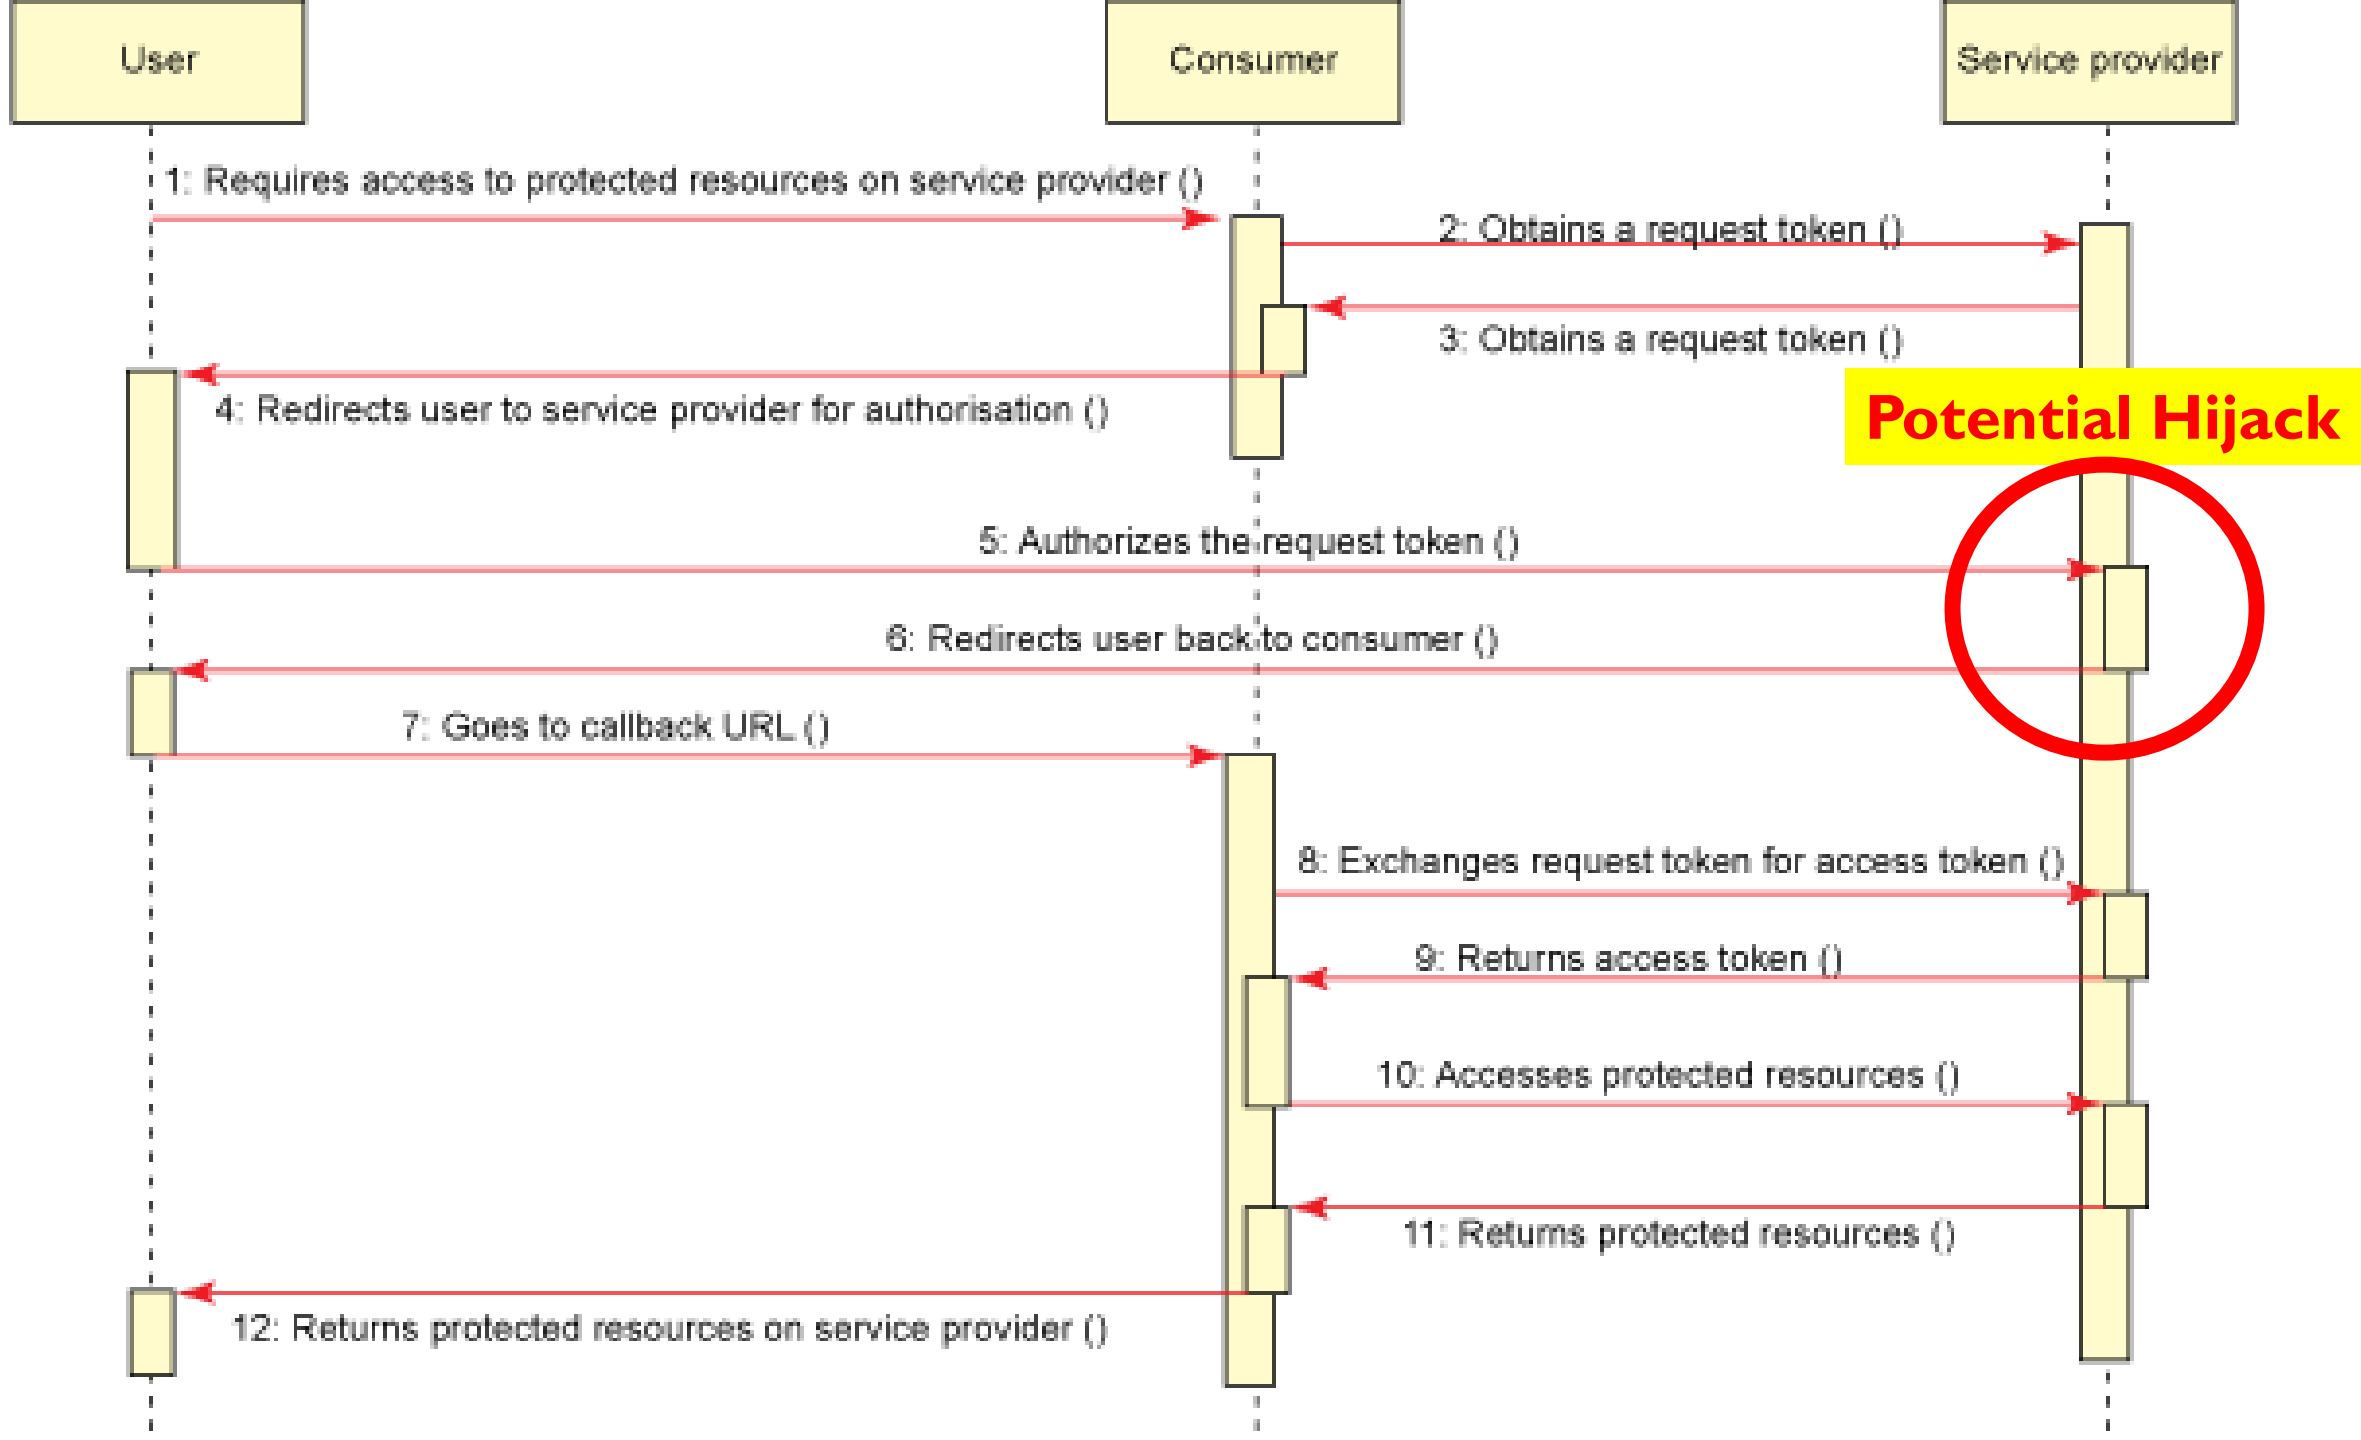 User
Consumer
Service provider
1: Requires access to protected resources on service provider ()
2: Obtains a request token ()
3: Obtains a request token ()
4: Redirects user to service provider for authorisation ()
Potential Hijack
5: Authorizes the request token ()
6: Redirects user back to consumer ()
7: Goes to callback URL ()
8: Exchanges request token for access token ()
9: Returns access token ()
10: Accesses protected resources ()
11: Returns protected resources ()
12: Returns protected resources on service provider ()